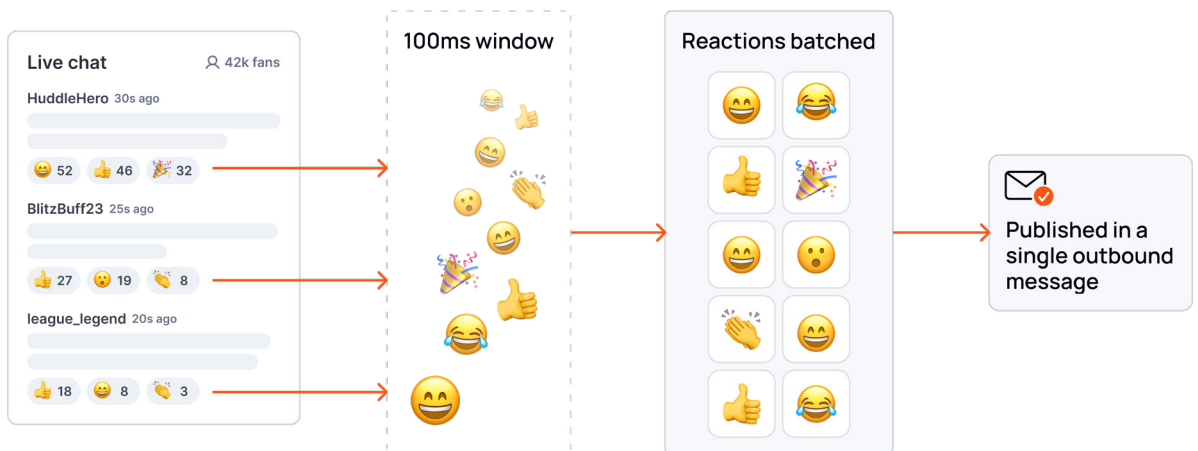 Live chat
42k fans
HuddleHero 30s ago
52 46 32
BlitzBuff23 25s ago
27 19 8
league_legend 20s ago
18 8 3
100ms window
Reactions batched
Published in a
single outbound
message